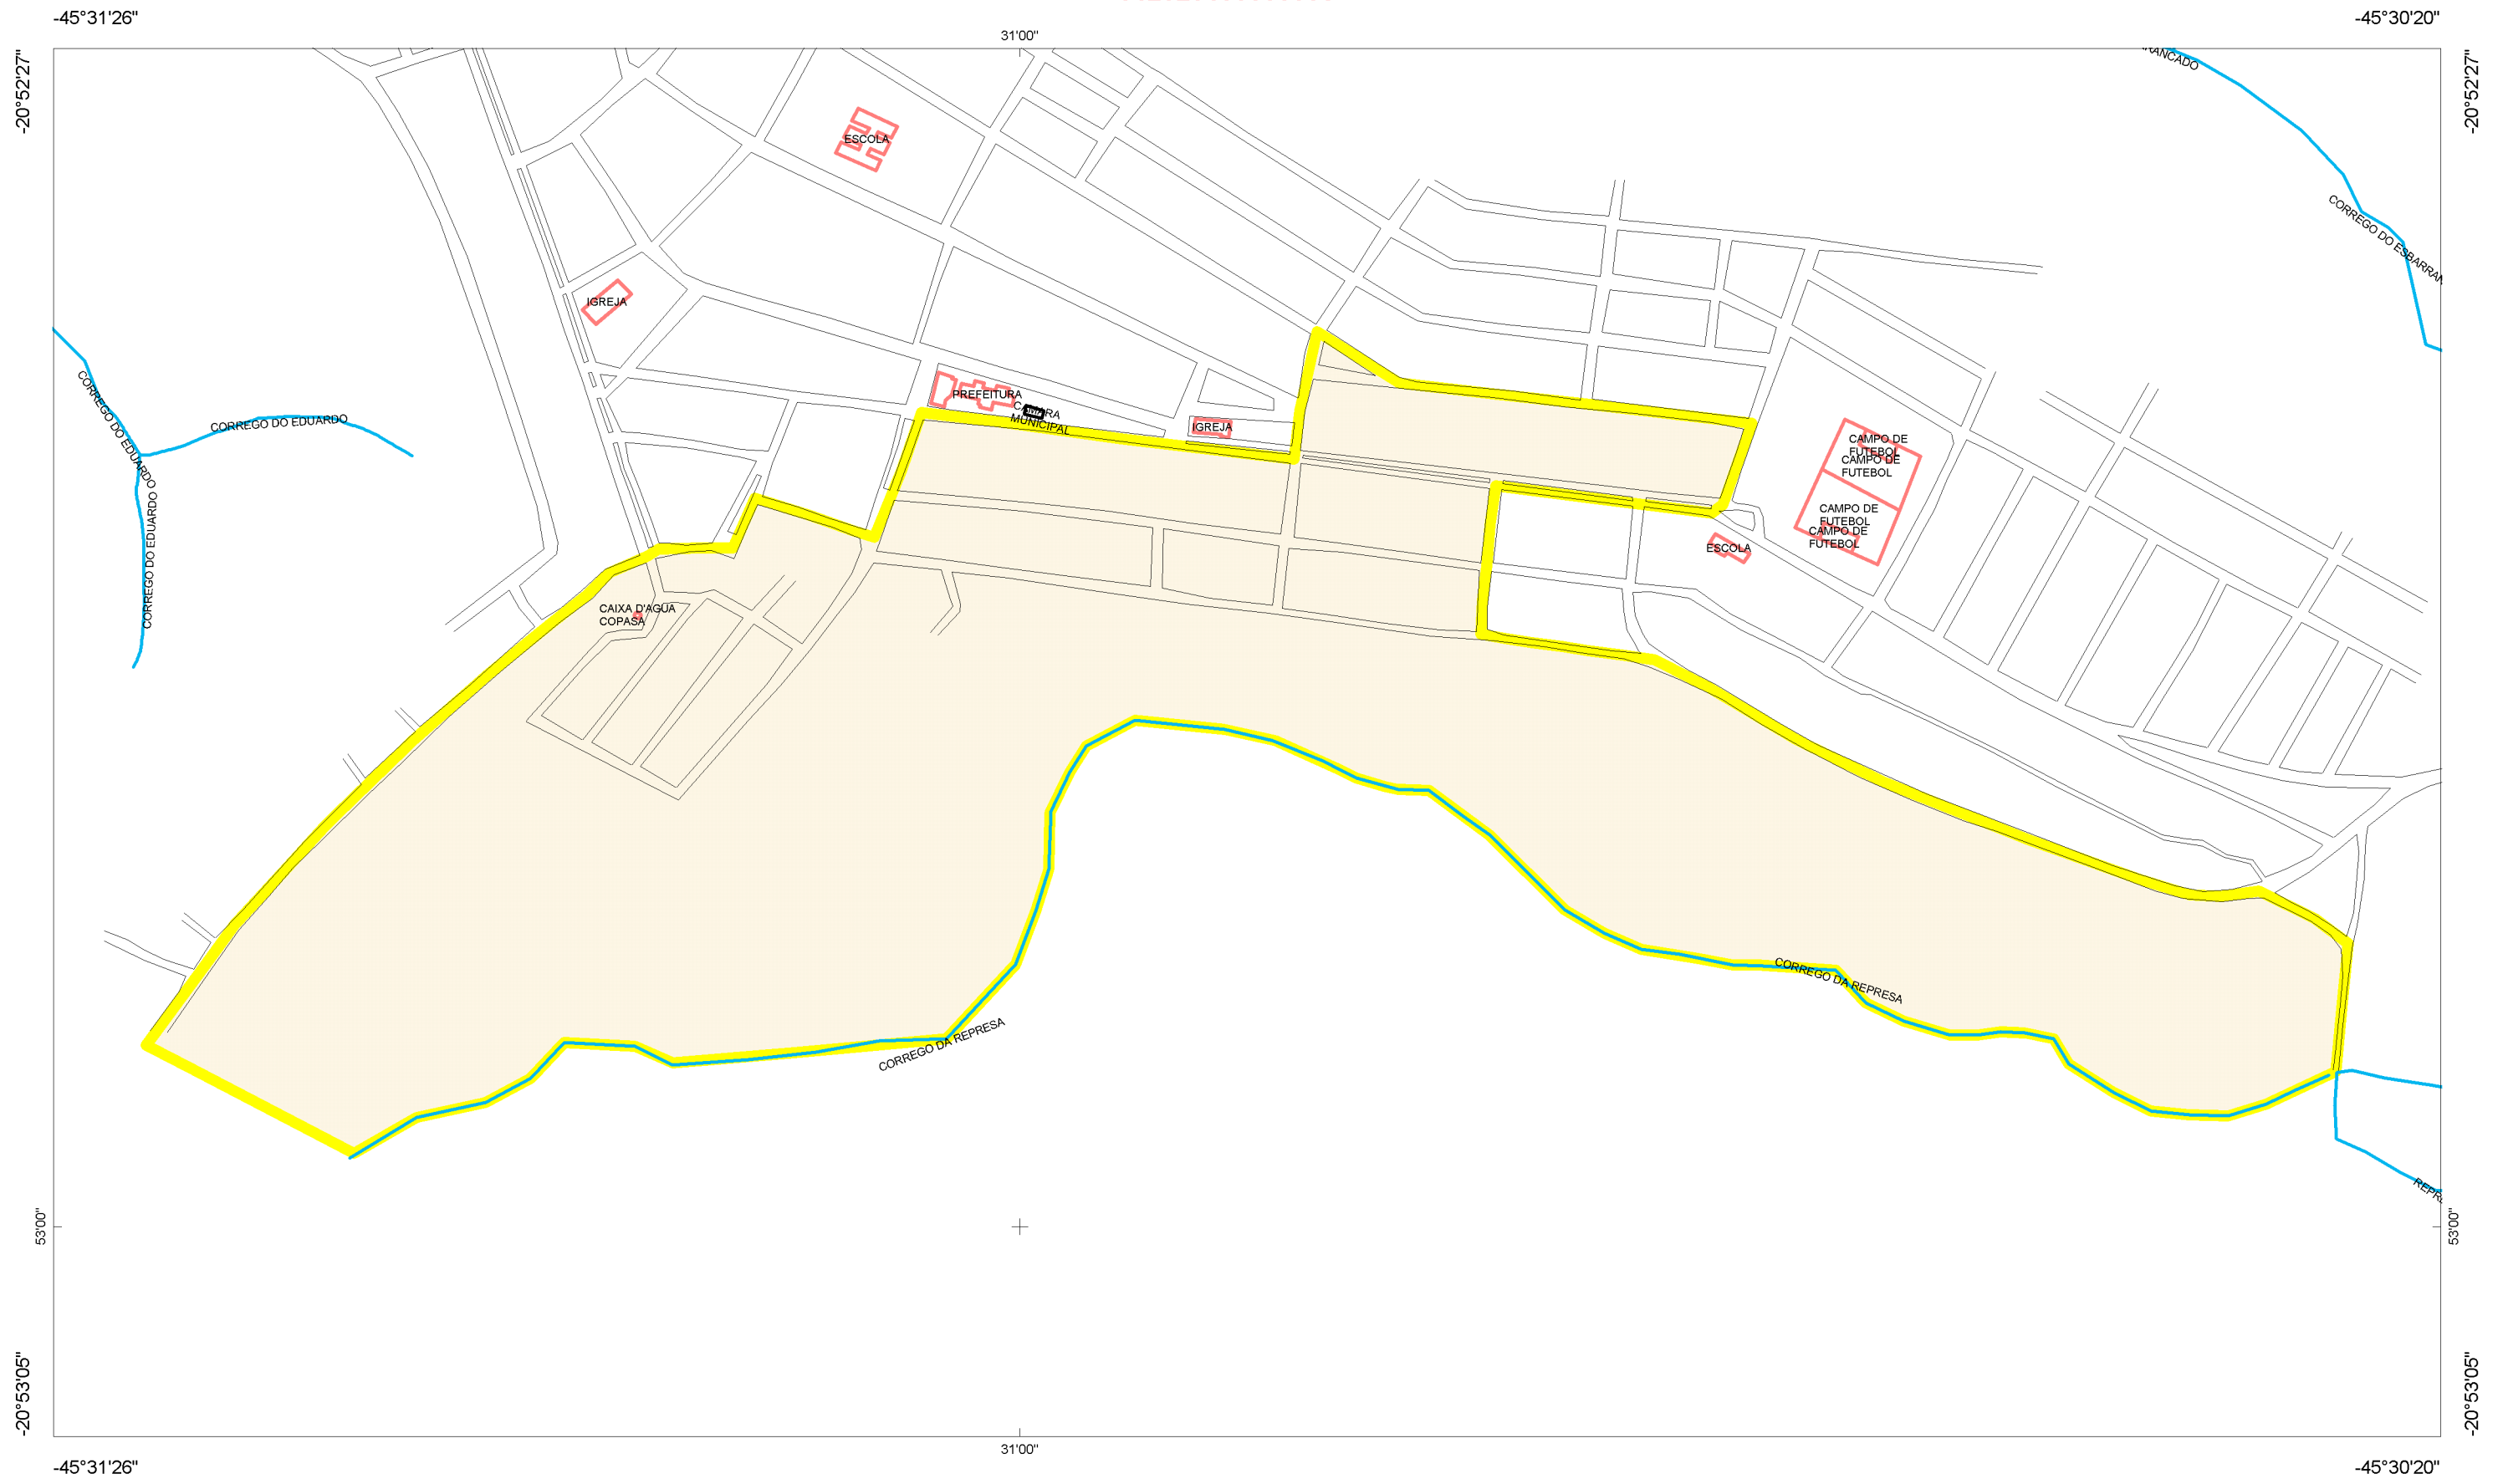 -45°31'26"
-45°30'20"
31'00"
-20°52'27"
-20°52'27"
ESCOLA
CORREGO DO ESBARRAN
IGREJA
PREFEITURA
CAMARA
MUNICIPAL
IGREJA
CORREGO DO EDUARDO
CORREGO DO EDUARDO
CORREGO DO EDUARDO
CAMPO DE
FUTEBOL
CAMPO DE
FUTEBOL
CAMPO DE
FUTEBOL
CAMPO DE
FUTEBOL
ESCOLA
CAIXA D'AGUA
COPASA
CORREGO DA REPRESA
CORREGO DA REPRESA
53'00"
53'00"
-20°53'05"
-20°53'05"
31'00"
-45°31'26"
-45°30'20"